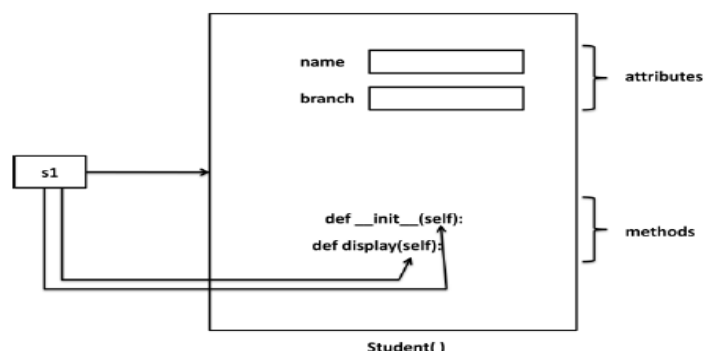 name
attributes
branch
s1
def __init__(self):
methods
def display(self):
Student( )